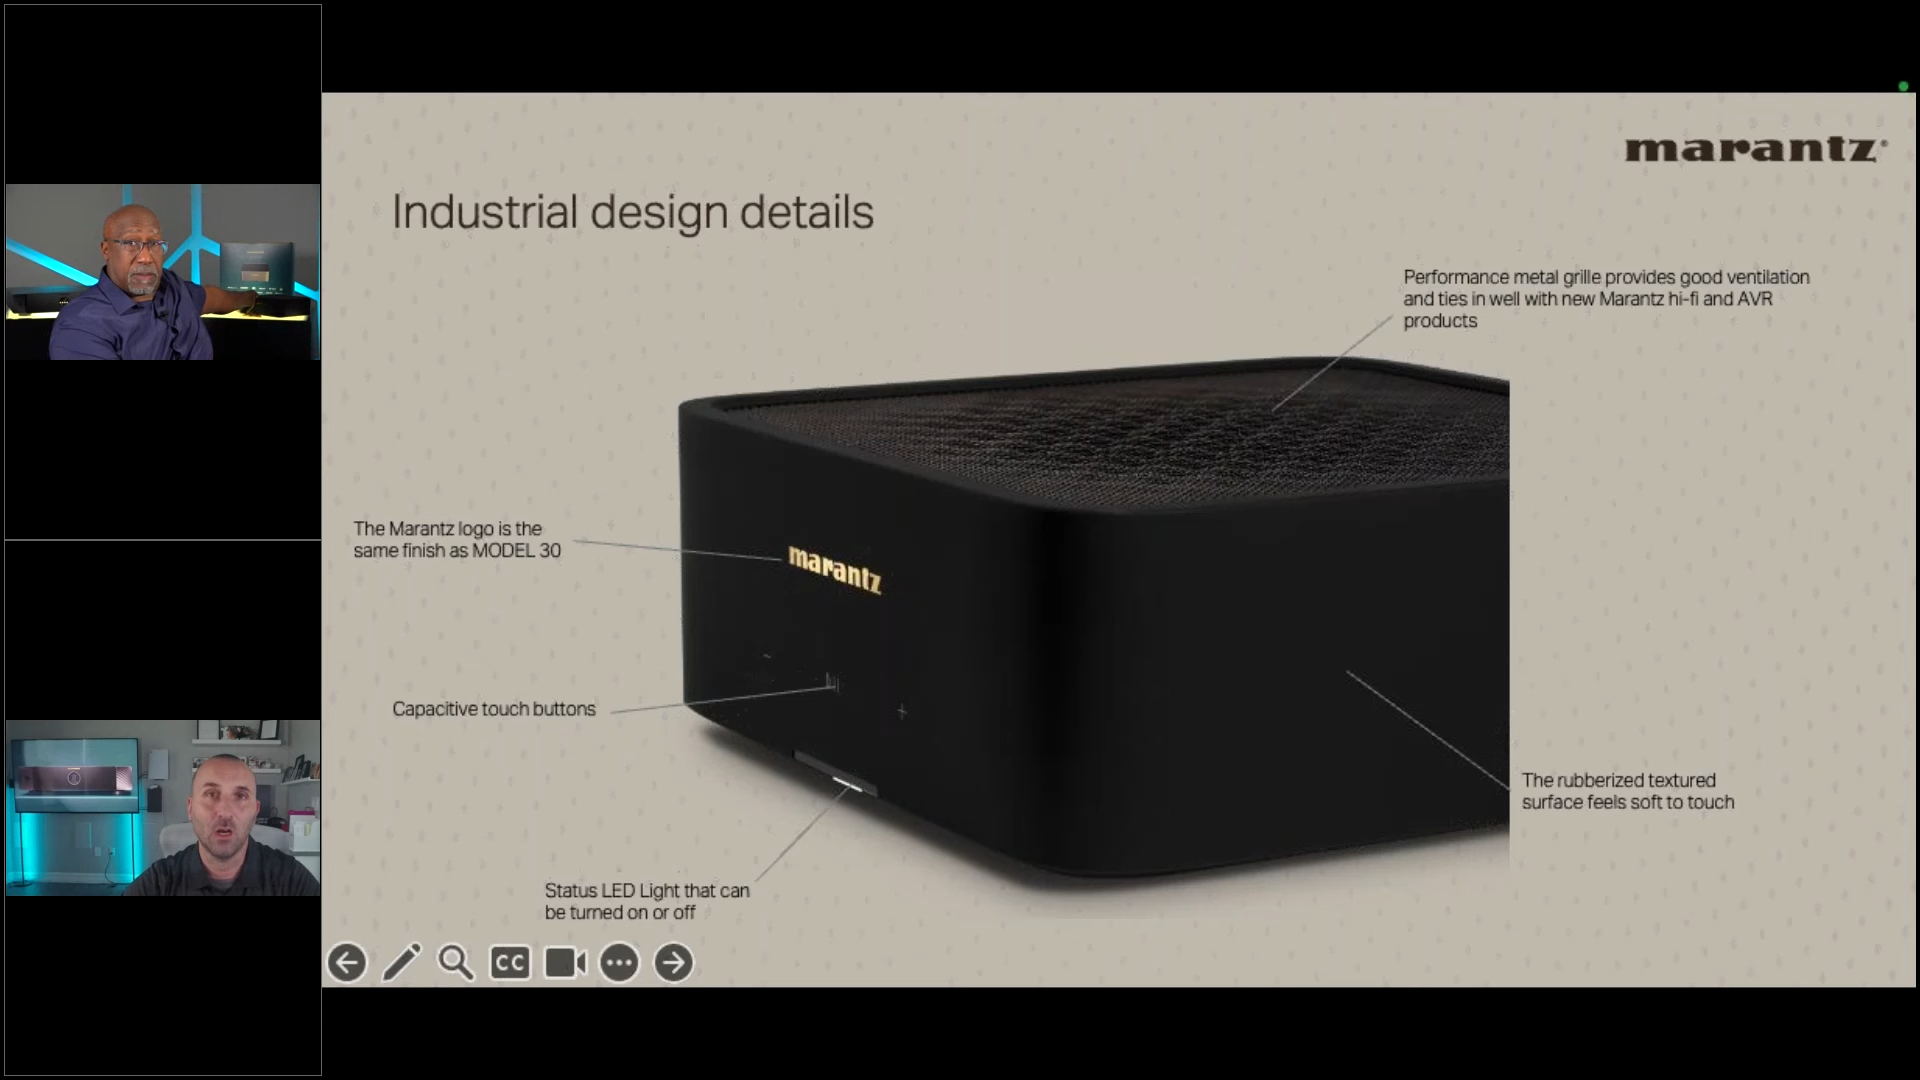 marantz
Industrial design details
Performance metal grille provides good ventilation
and ties in well with new Marantz hi-fi and AVR
products
The Marantz logo is the
same finish as MODEL 30
marantz
Capacitive touch buttons
The rubberized textured
surface feels soft to touch
Status LED Light that can
be turned on or off
CC